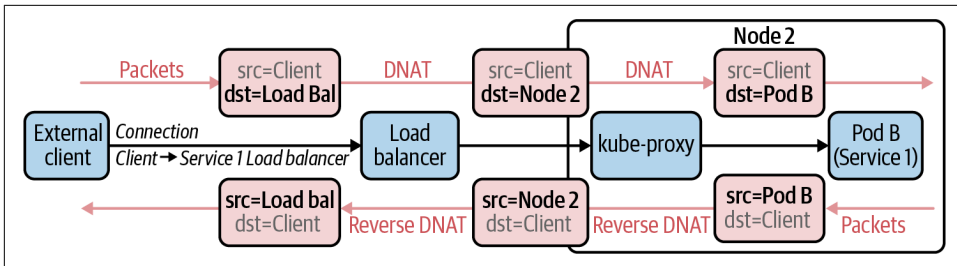 Node 2
Packets
src=Client
dst=Load Bal
DNAT
src=Client
dst=Node 2
DNAT
src=Client
dst=Pod B
External
client
Connection
Client → Service 1 Load balancer
Load
balancer
kube-proxy
Pod B
(Service 1)
src=Load bal
dst=Client
Reverse DNAT
src=Node 2
dst=Client
Reverse DNAT
src=Pod B
dst=Client
Packets